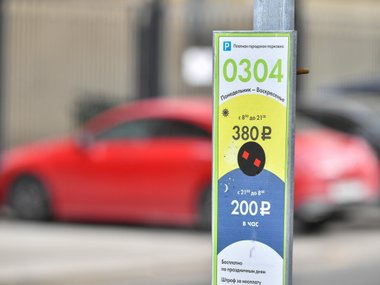 P Платная городская парковка
0304
Понедельник – Воскресенье
с 8⁰⁰ до 21⁰⁰
380 ₽
с 21⁰⁰ до 8⁰⁰
200 ₽
в час
Бесплатно
по праздничным дням
Штраф за неоплату